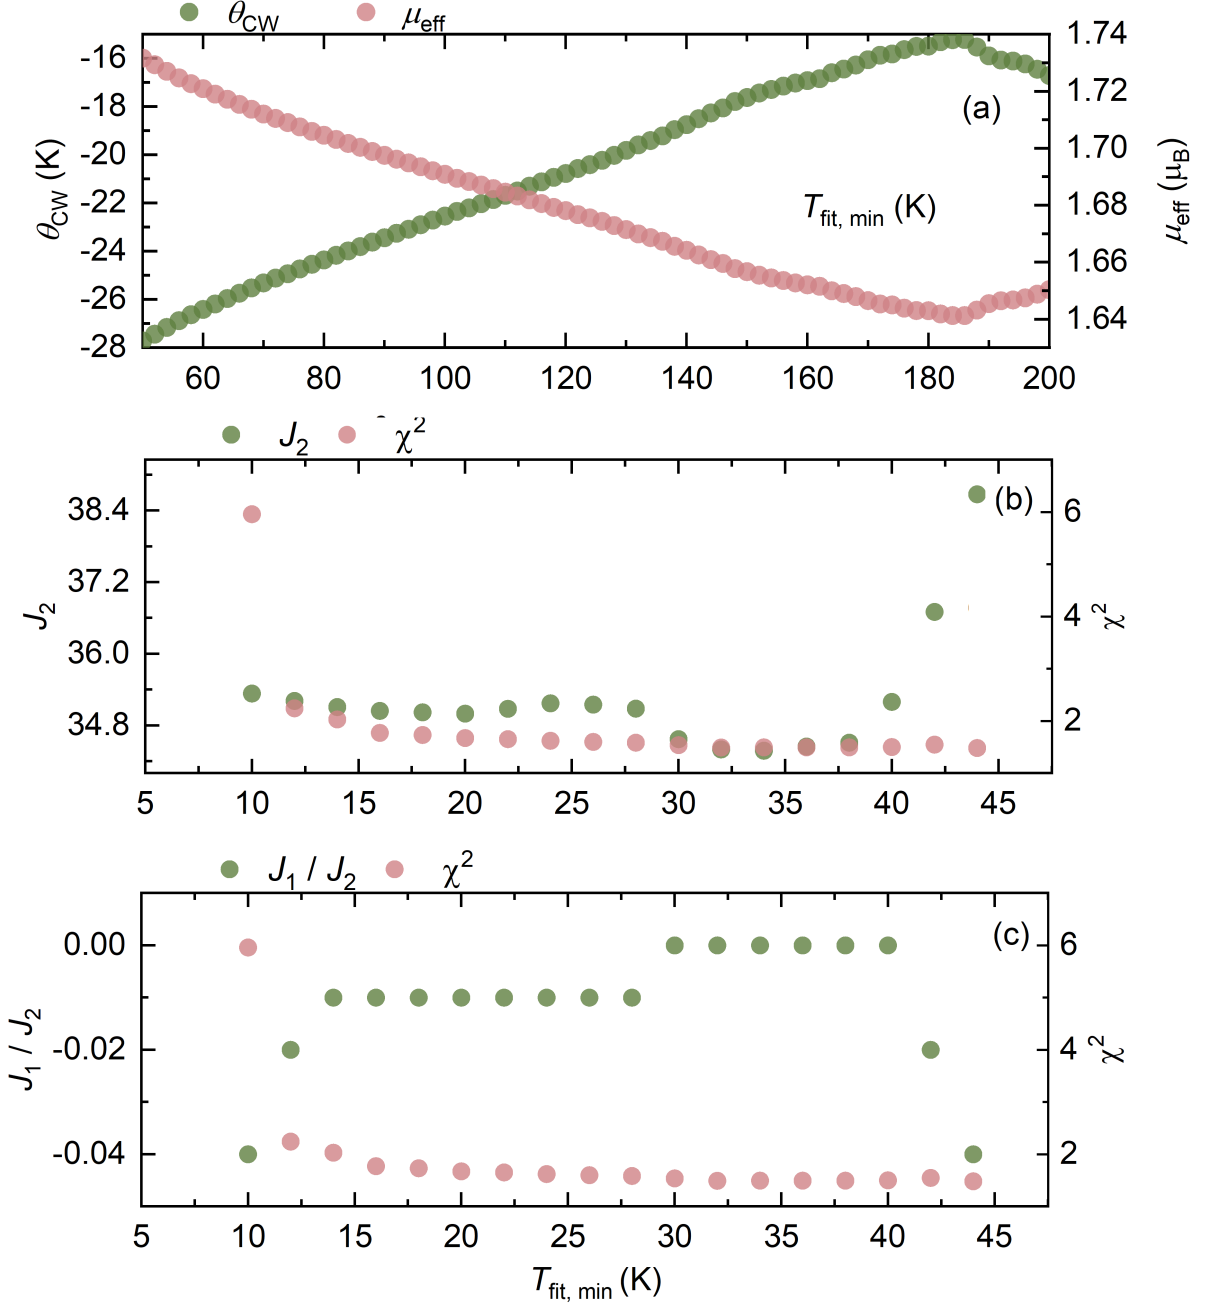 θCW μeff
-16 -18 -20 -22 -24 -26 -28
θCW (K)
(a)
Tfit, min (K)
1.74 1.72 1.70 1.68 1.66 1.64
μeff (μB)
60 80 100 120 140 160 180 200
J2 χ2
38.4 37.2 36.0 34.8
J2
(b)
6 4 2
χ2
5 10 15 20 25 30 35 40 45
J1 / J2 χ2
0.00 -0.02 -0.04
J1 / J2
(c)
6 4 2
χ2
5 10 15 20 25 30 35 40 45
Tfit, min (K)